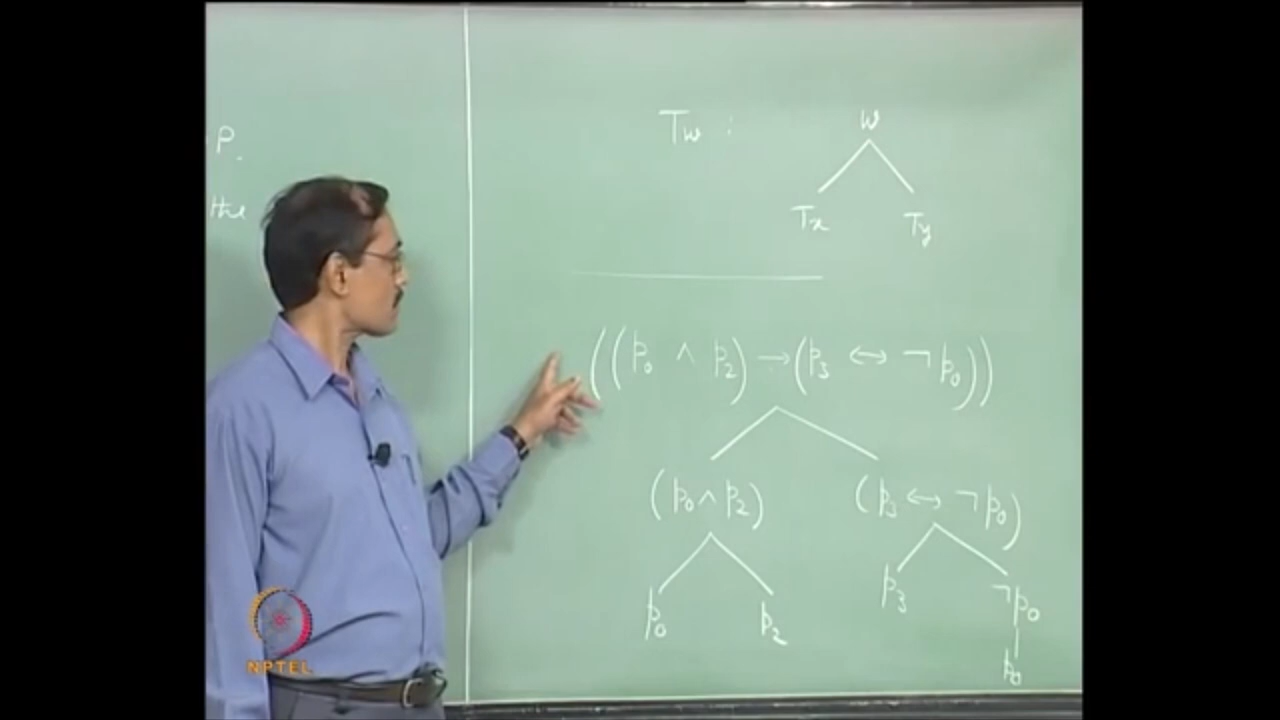 P.
the
Tw : w
Tx Ty
((p₀ ∧ p₂) → (p₃ ↔ ¬p₀))
(p₀ ∧ p₂) (p₃ ↔ ¬p₀)
p₀ p₂ p₃ ¬p₀
p₀
NPTEL